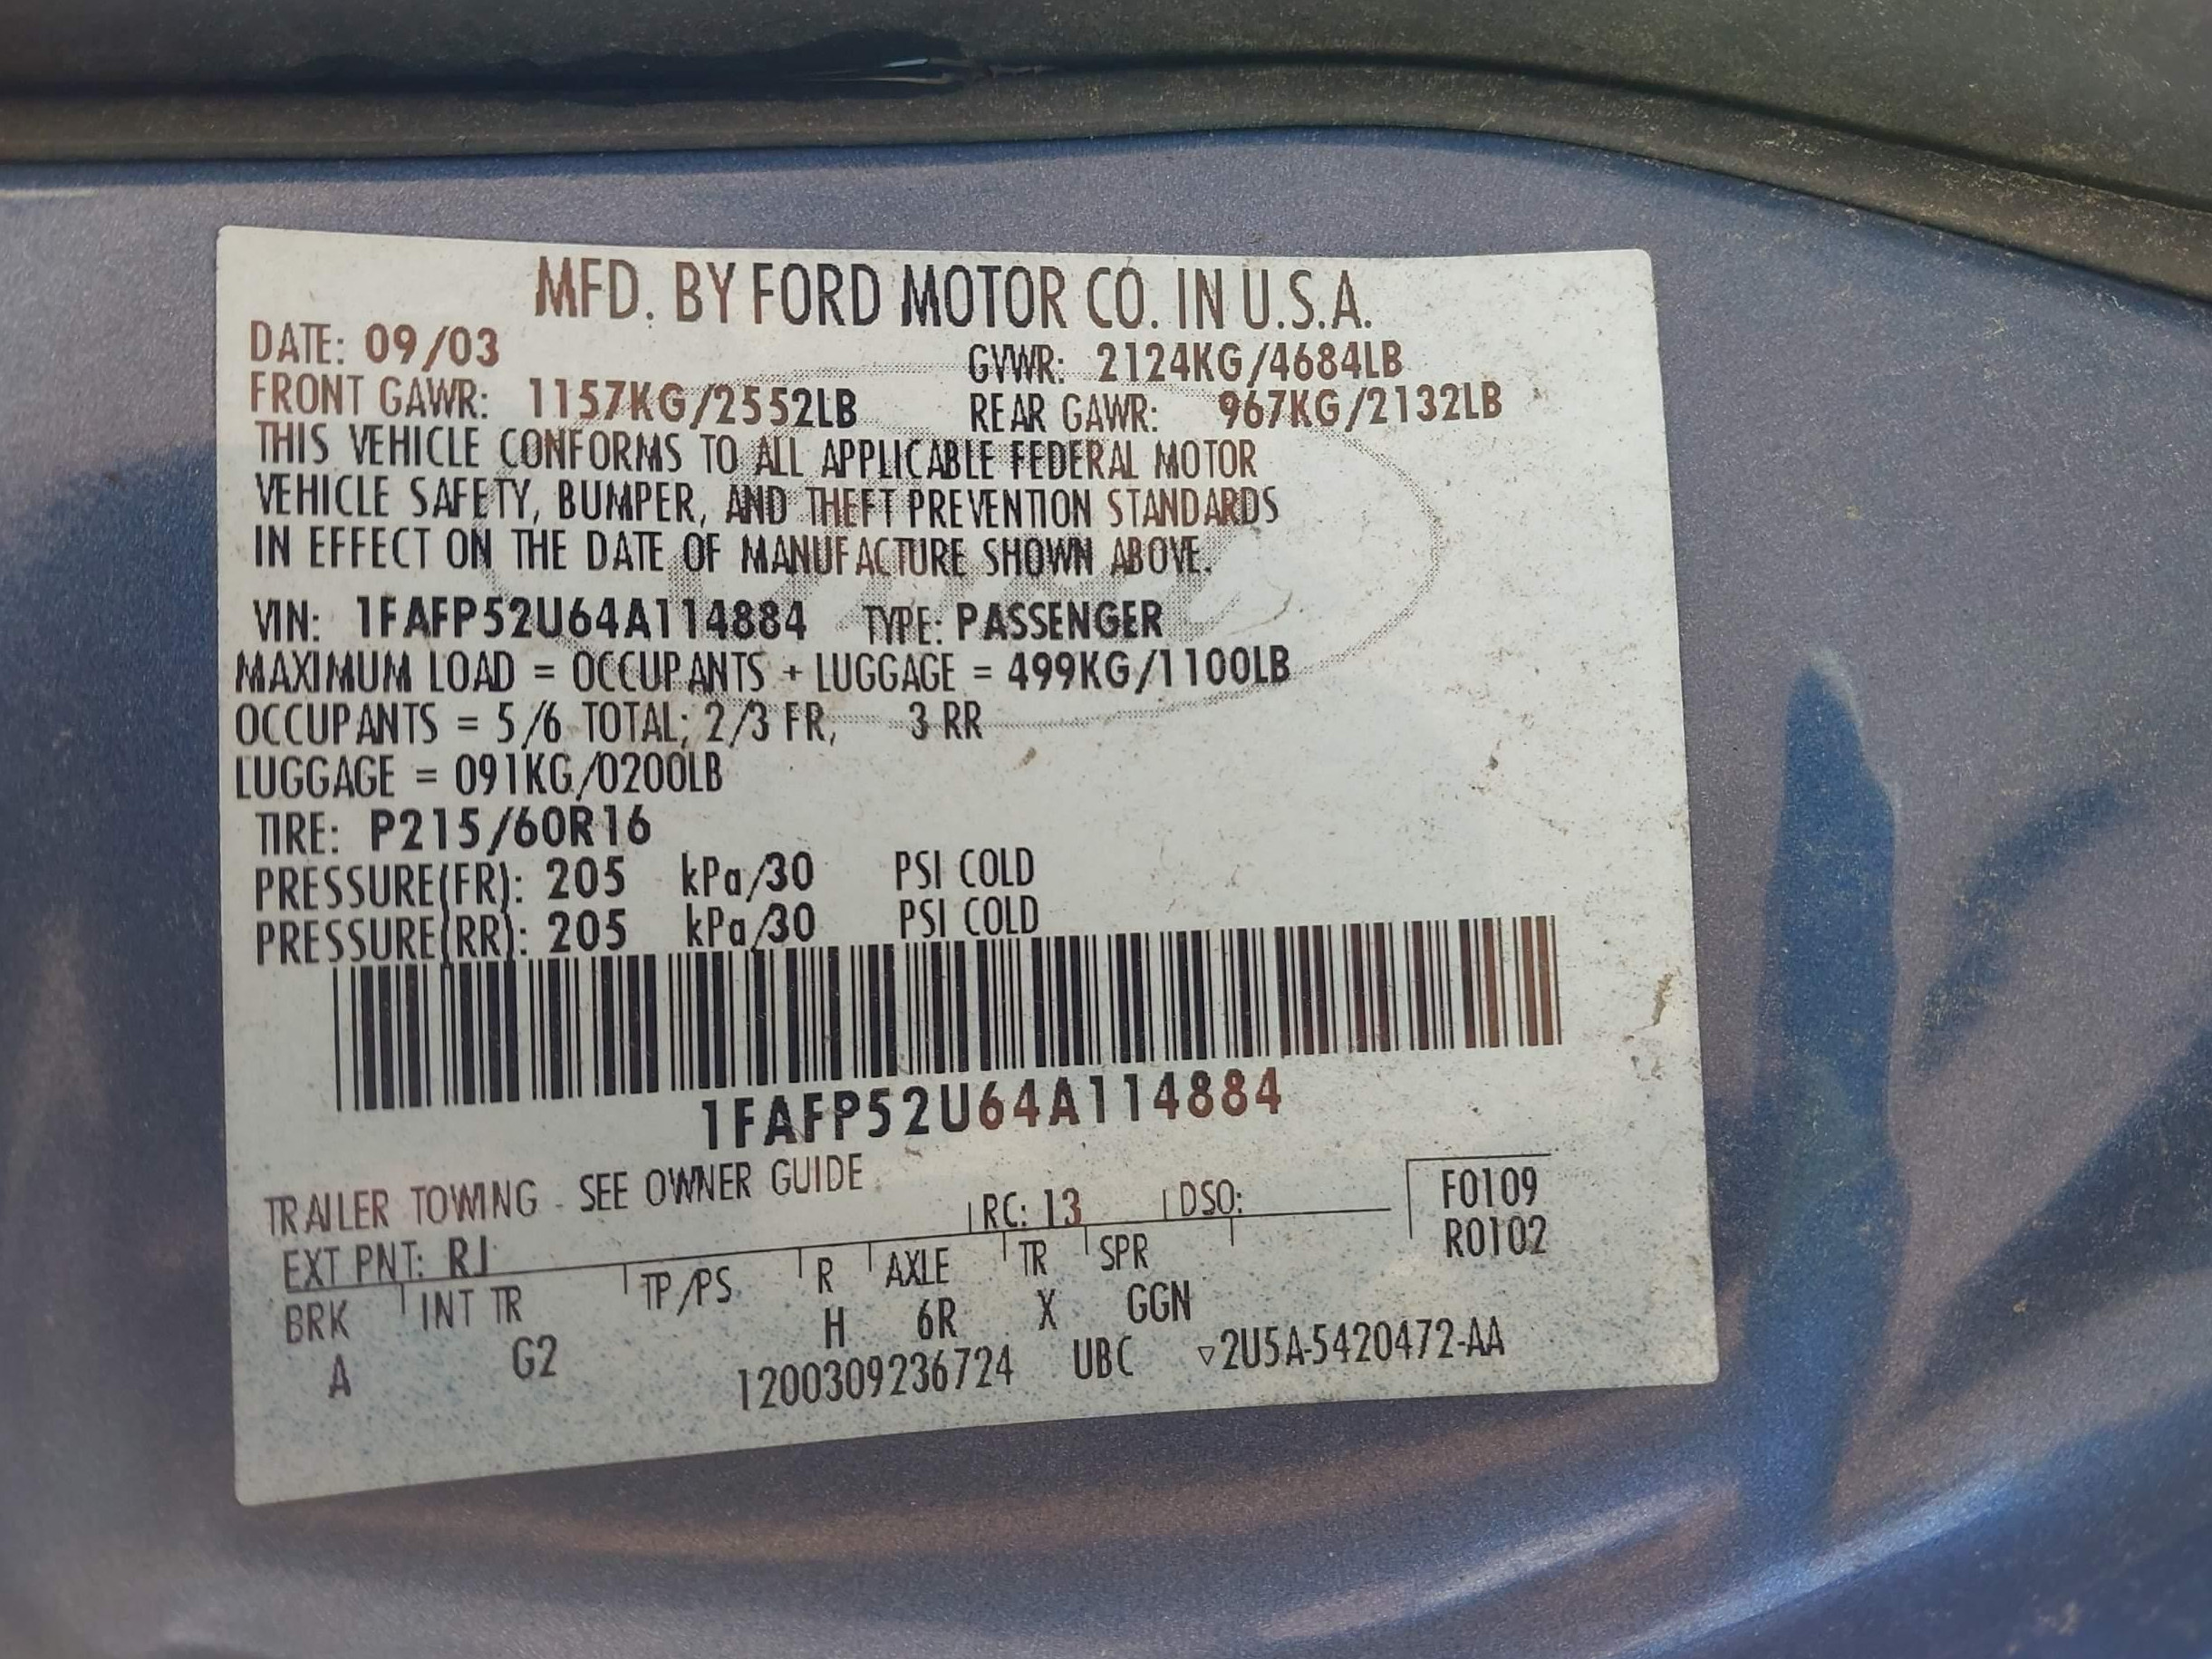 MFD. BY FORD MOTOR CO. IN U.S.A.
DATE: 09/03 GVWR: 2124KG/4684LB
FRONT GAWR: 1157KG/2552LB REAR GAWR: 967KG/2132LB
THIS VEHICLE CONFORMS TO ALL APPLICABLE FEDERAL MOTOR
VEHICLE SAFETY, BUMPER, AND THEFT PREVENTION STANDARDS
IN EFFECT ON THE DATE OF MANUFACTURE SHOWN ABOVE.
VIN: 1FAFP52U64A114884 TYPE: PASSENGER
MAXIMUM LOAD = OCCUPANTS + LUGGAGE = 499KG/1100LB
OCCUPANTS = 5/6 TOTAL; 2/3 FR, 3 RR
LUGGAGE = 091KG/0200LB
TIRE: P215/60R16
PRESSURE(FR): 205 kPa/30 PSI COLD
PRESSURE(RR): 205 kPa/30 PSI COLD
1FAFP52U64A114884
TRAILER TOWING - SEE OWNER GUIDE
EXT PNT: RJ RC: 13 DSO: F0109
R0102
BRK INT TR TP/PS R AXLE TR SPR
A G2 H 6R X GGN
1200309236724 UBC ▽2U5A-5420472-AA